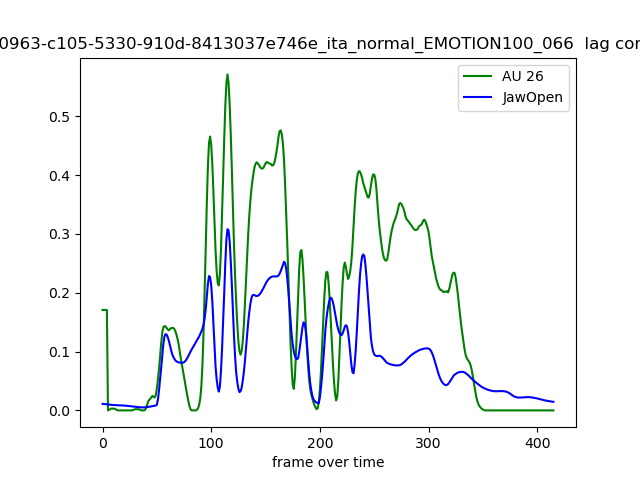 0963-c105-5330-910d-8413037e746e_ita_normal_EMOTION100_066 lag cor
AU 26
JawOpen
0.5
0.4
0.3
0.2
0.1
0.0
0 100 200 300 400
frame over time